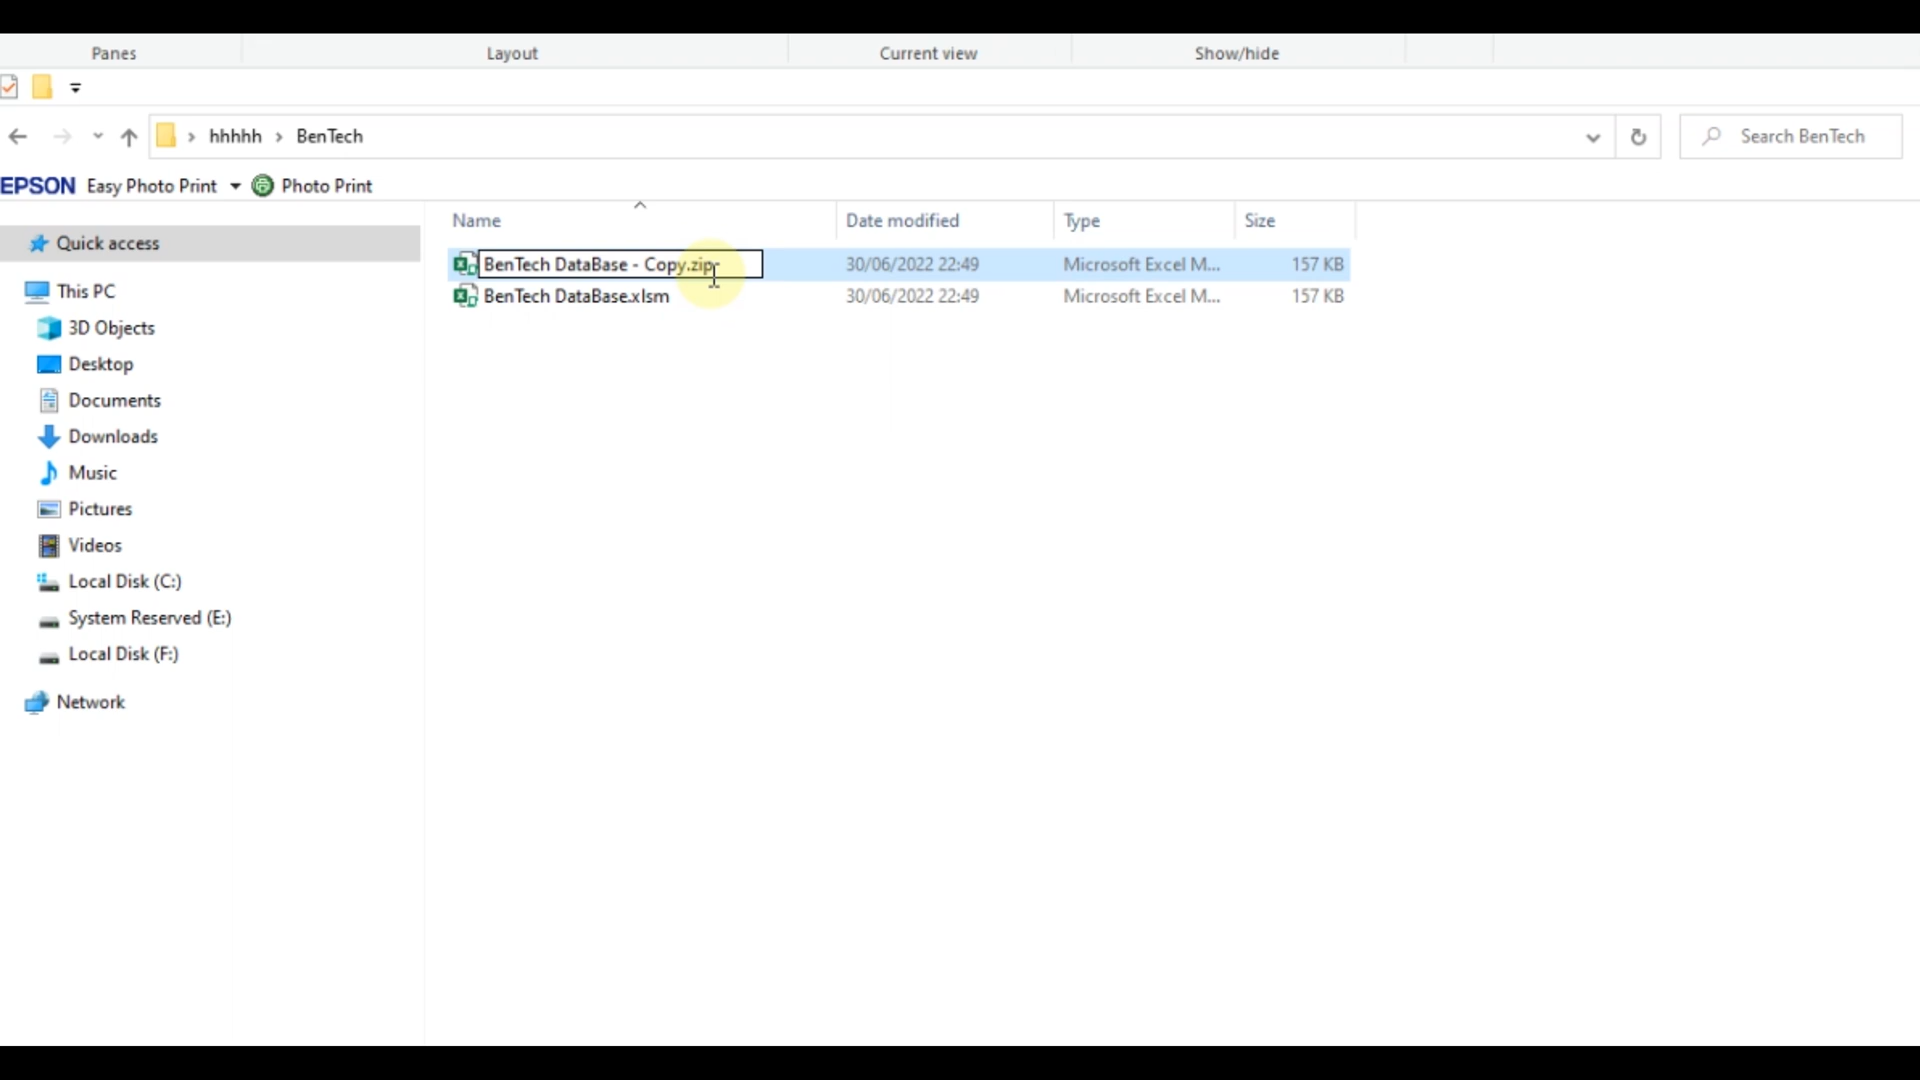 Panes Layout Current view Show/hide
hhhhh BenTech Search BenTech
EPSON Easy Photo Print Photo Print
Name Date modified Type Size
Quick access
BenTech DataBase - Copy.zip 30/06/2022 22:49 Microsoft Excel M... 157 KB
BenTech DataBase.xlsm 30/06/2022 22:49 Microsoft Excel M... 157 KB
This PC
3D Objects
Desktop
Documents
Downloads
Music
Pictures
Videos
Local Disk (C:)
System Reserved (E:)
Local Disk (F:)
Network